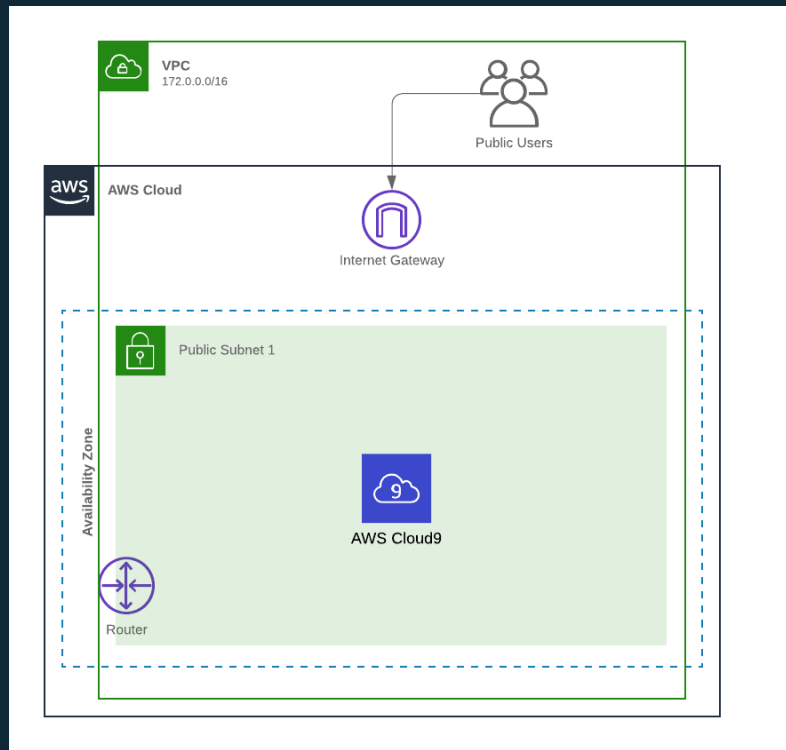 VPC
172.0.0.0/16
Public Users
aws
AWS Cloud
Internet Gateway
Public Subnet 1
Availability Zone
9
AWS Cloud9
Router